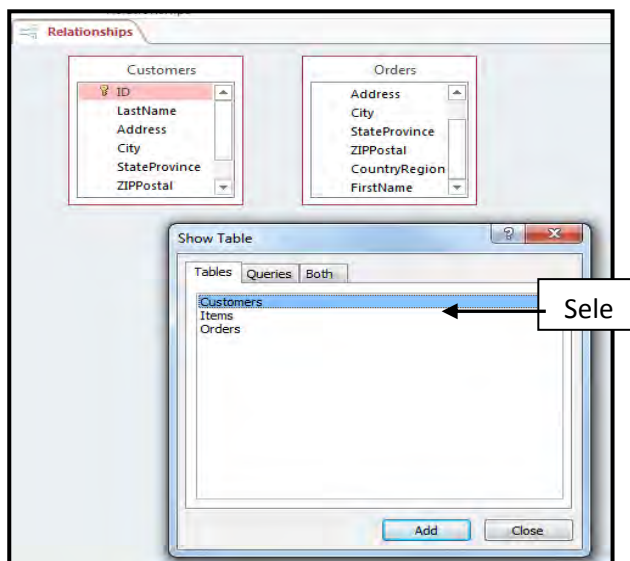 Relationships
Customers
ID
LastName
Address
City
StateProvince
ZIPPostal
Orders
Address
City
StateProvince
ZIPPostal
CountryRegion
FirstName
Show Table
Tables Queries Both
Customers
Items
Orders
Sele
Add Close